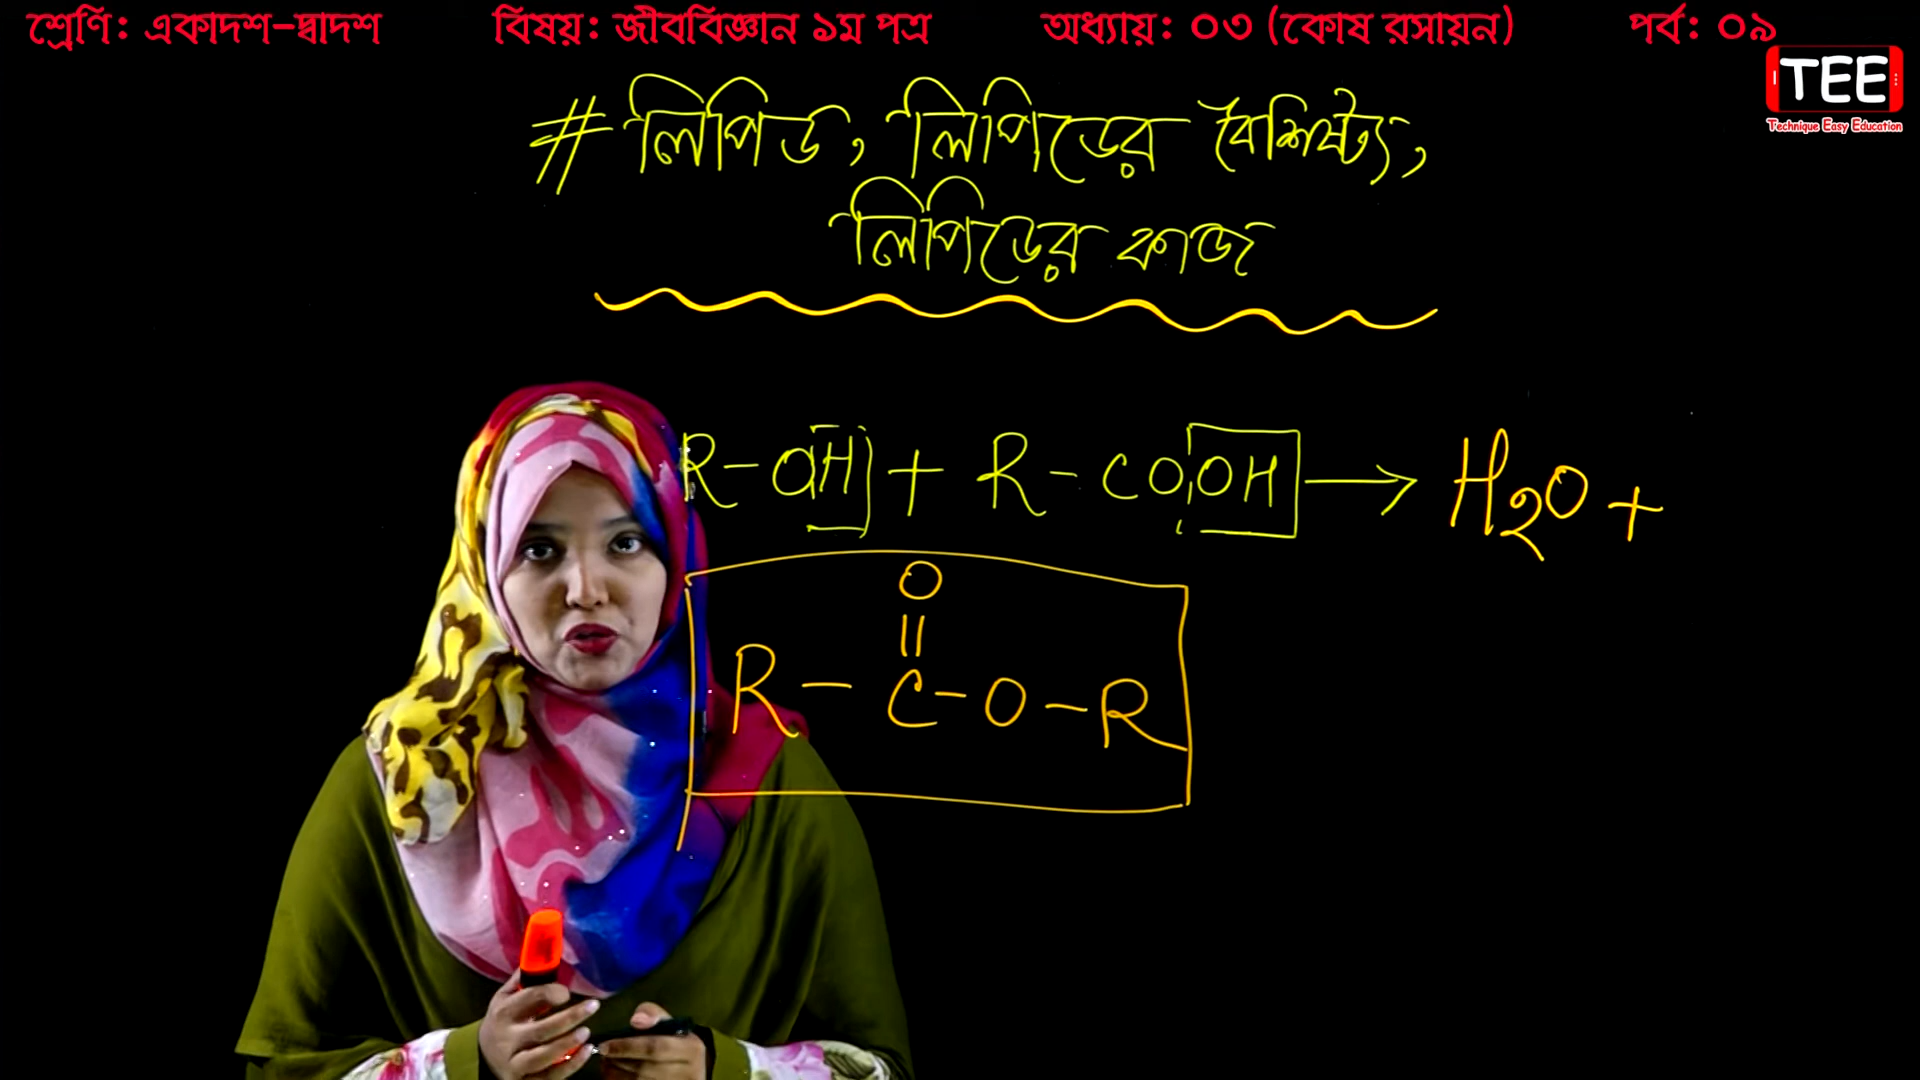 শ্রেণি: একাদশ-দ্বাদশ বিষয়: জীববিজ্ঞান ১ম পত্র অধ্যায়: ০৩ (কোষ রসায়ন) পর্ব: ০৯
TEE
Technique Easy Education
# লিপিড, লিপিডের বৈশিষ্ট্য,
লিপিডের কাজ
R-OH + R-COOH → H2O +
O
||
R-C-O-R